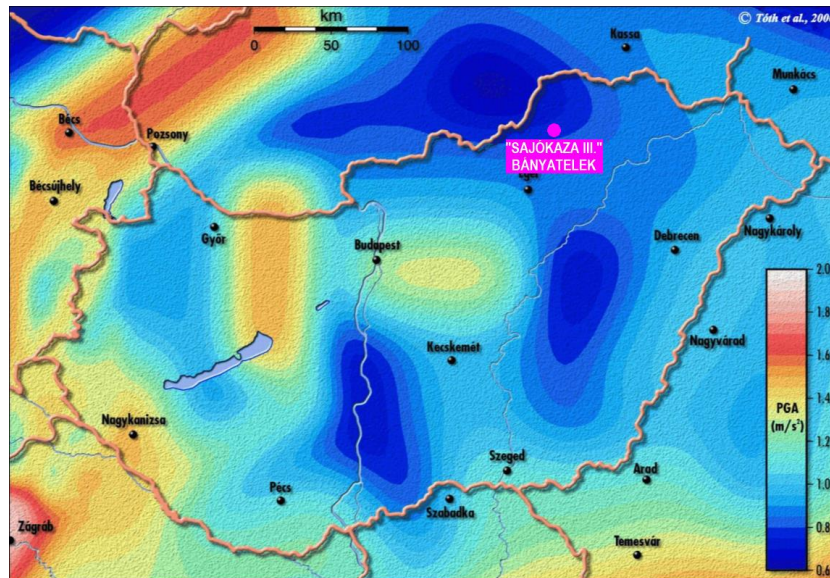 km
0 50 100
© Tóth et al.,
Kassa
Munkács
Bécs
Pozsony
"SAJÓKAZA III."
BÁNYATELEK
Eger
Bécsújhely
Győr
Budapest
Debrecen
Nagykároly
2.0
1.8
1.6
1.4
1.2
1.0
0.8
0.6
PGA
(m/s²)
Kecskemét
Nagyvárad
Nagykanizsa
Szeged
Arad
Pécs
Szabadka
Zágráb
Temesvár